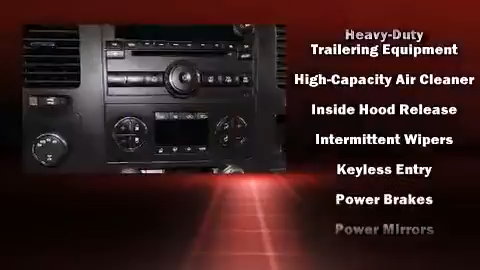 Heavy-Duty
Trailering Equipment
High-Capacity Air Cleaner
Inside Hood Release
Intermittent Wipers
Keyless Entry
Power Brakes
Power Mirrors